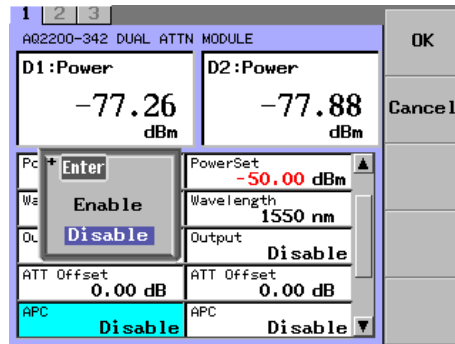 1 2 3
AQ2200-342 DUAL ATTN MODULE
OK
D1:Power
D2:Power
-77.26
-77.88
dBm
dBm
Cancel
+ Enter
Enable
Disable
PowerSet
-50.00 dBm
Wavelength
1550 nm
Output
Disable
ATT Offset
ATT Offset
0.00 dB
0.00 dB
APC
APC
Disable
Disable